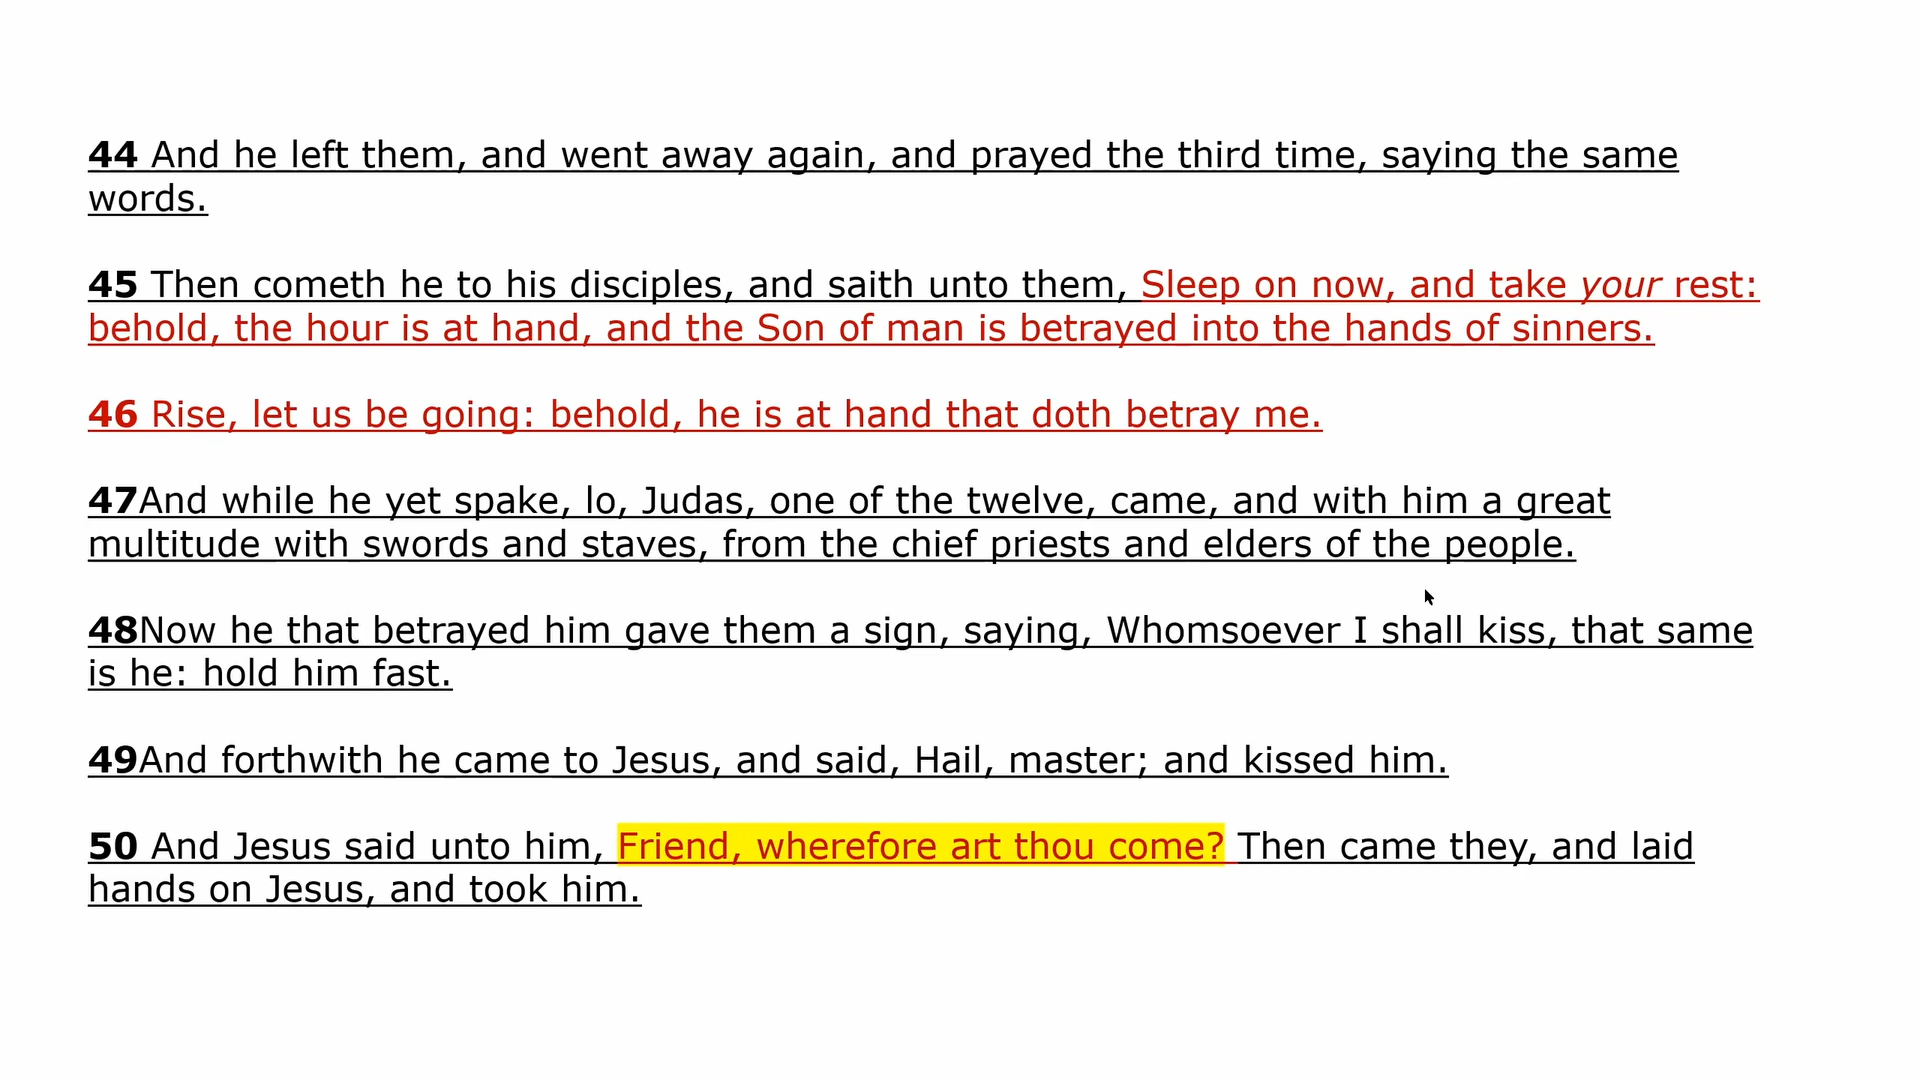 44 And he left them, and went away again, and prayed the third time, saying the same
words.
45 Then cometh he to his disciples, and saith unto them, Sleep on now, and take your rest:
behold, the hour is at hand, and the Son of man is betrayed into the hands of sinners.
46 Rise, let us be going: behold, he is at hand that doth betray me.
47And while he yet spake, lo, Judas, one of the twelve, came, and with him a great
multitude with swords and staves, from the chief priests and elders of the people.
48Now he that betrayed him gave them a sign, saying, Whomsoever I shall kiss, that same
is he: hold him fast.
49And forthwith he came to Jesus, and said, Hail, master; and kissed him.
50 And Jesus said unto him, Friend, wherefore art thou come? Then came they, and laid
hands on Jesus, and took him.